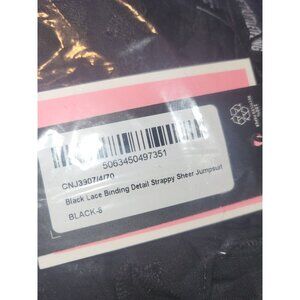 5063450497351
CNJ3907/4/70
Black Lace Binding Detail Strappy Sheer Jumpsuit
BLACK-8